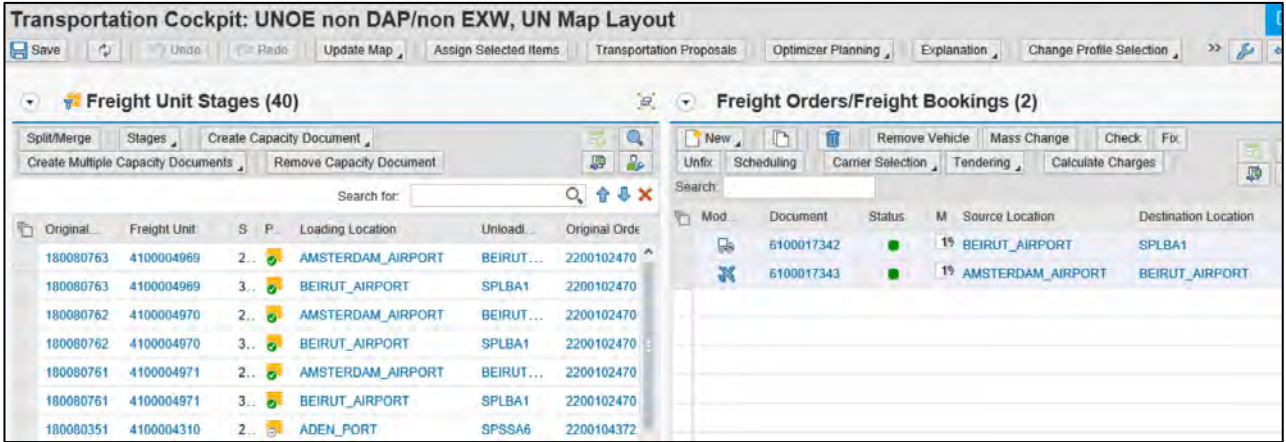 Transportation Cockpit: UNOE non DAP/non EXW, UN Map Layout
Save Undo Redo Update Map Assign Selected Items Transportation Proposals Optimizer Planning Explanation Change Profile Selection >>
Freight Unit Stages (40)
Split/Merge Stages Create Capacity Document
Create Multiple Capacity Documents Remove Capacity Document
Search for:
Original... Freight Unit S P... Loading Location Unloadi... Original Orde
180080763 4100004969 2... AMSTERDAM_AIRPORT BEIRUT... 2200102470
180080763 4100004969 3... BEIRUT_AIRPORT SPLBA1 2200102470
180080762 4100004970 2... AMSTERDAM_AIRPORT BEIRUT... 2200102470
180080762 4100004970 3... BEIRUT_AIRPORT SPLBA1 2200102470
180080761 4100004971 2... AMSTERDAM_AIRPORT BEIRUT... 2200102470
180080761 4100004971 3... BEIRUT_AIRPORT SPLBA1 2200102470
180080351 4100004310 2... ADEN_PORT SPSSA6 2200104372
Freight Orders/Freight Bookings (2)
New Remove Vehicle Mass Change Check Fix
Unfix Scheduling Carrier Selection Tendering Calculate Charges
Search:
Mod... Document Status M Source Location Destination Location
6100017342 BEIRUT_AIRPORT SPLBA1
6100017343 AMSTERDAM_AIRPORT BEIRUT_AIRPORT